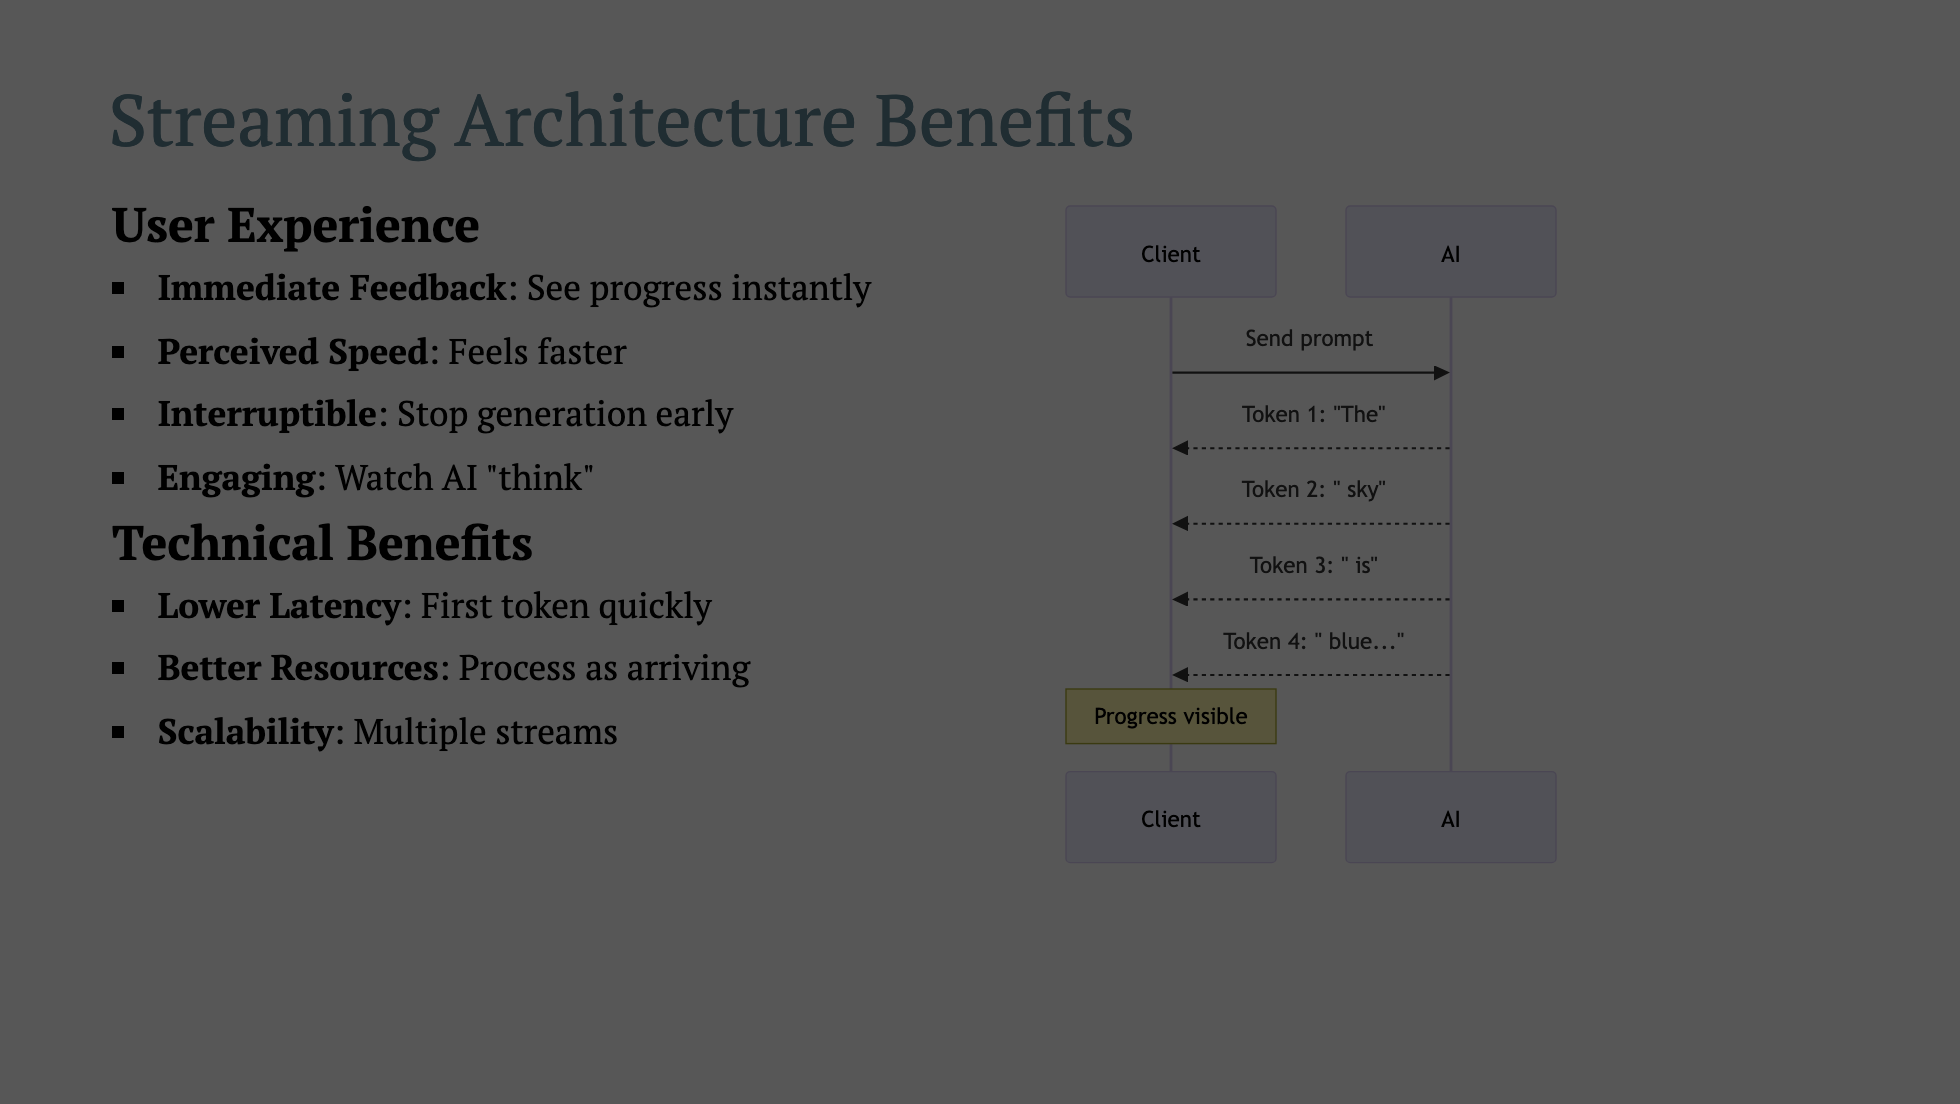 Streaming Architecture Benefits
User Experience
▪ Immediate Feedback: See progress instantly
▪ Perceived Speed: Feels faster
▪ Interruptible: Stop generation early
▪ Engaging: Watch AI "think"
Technical Benefits
▪ Lower Latency: First token quickly
▪ Better Resources: Process as arriving
▪ Scalability: Multiple streams
Client
AI
Send prompt
Token 1: "The"
Token 2: " sky"
Token 3: " is"
Token 4: " blue..."
Progress visible
Client
AI